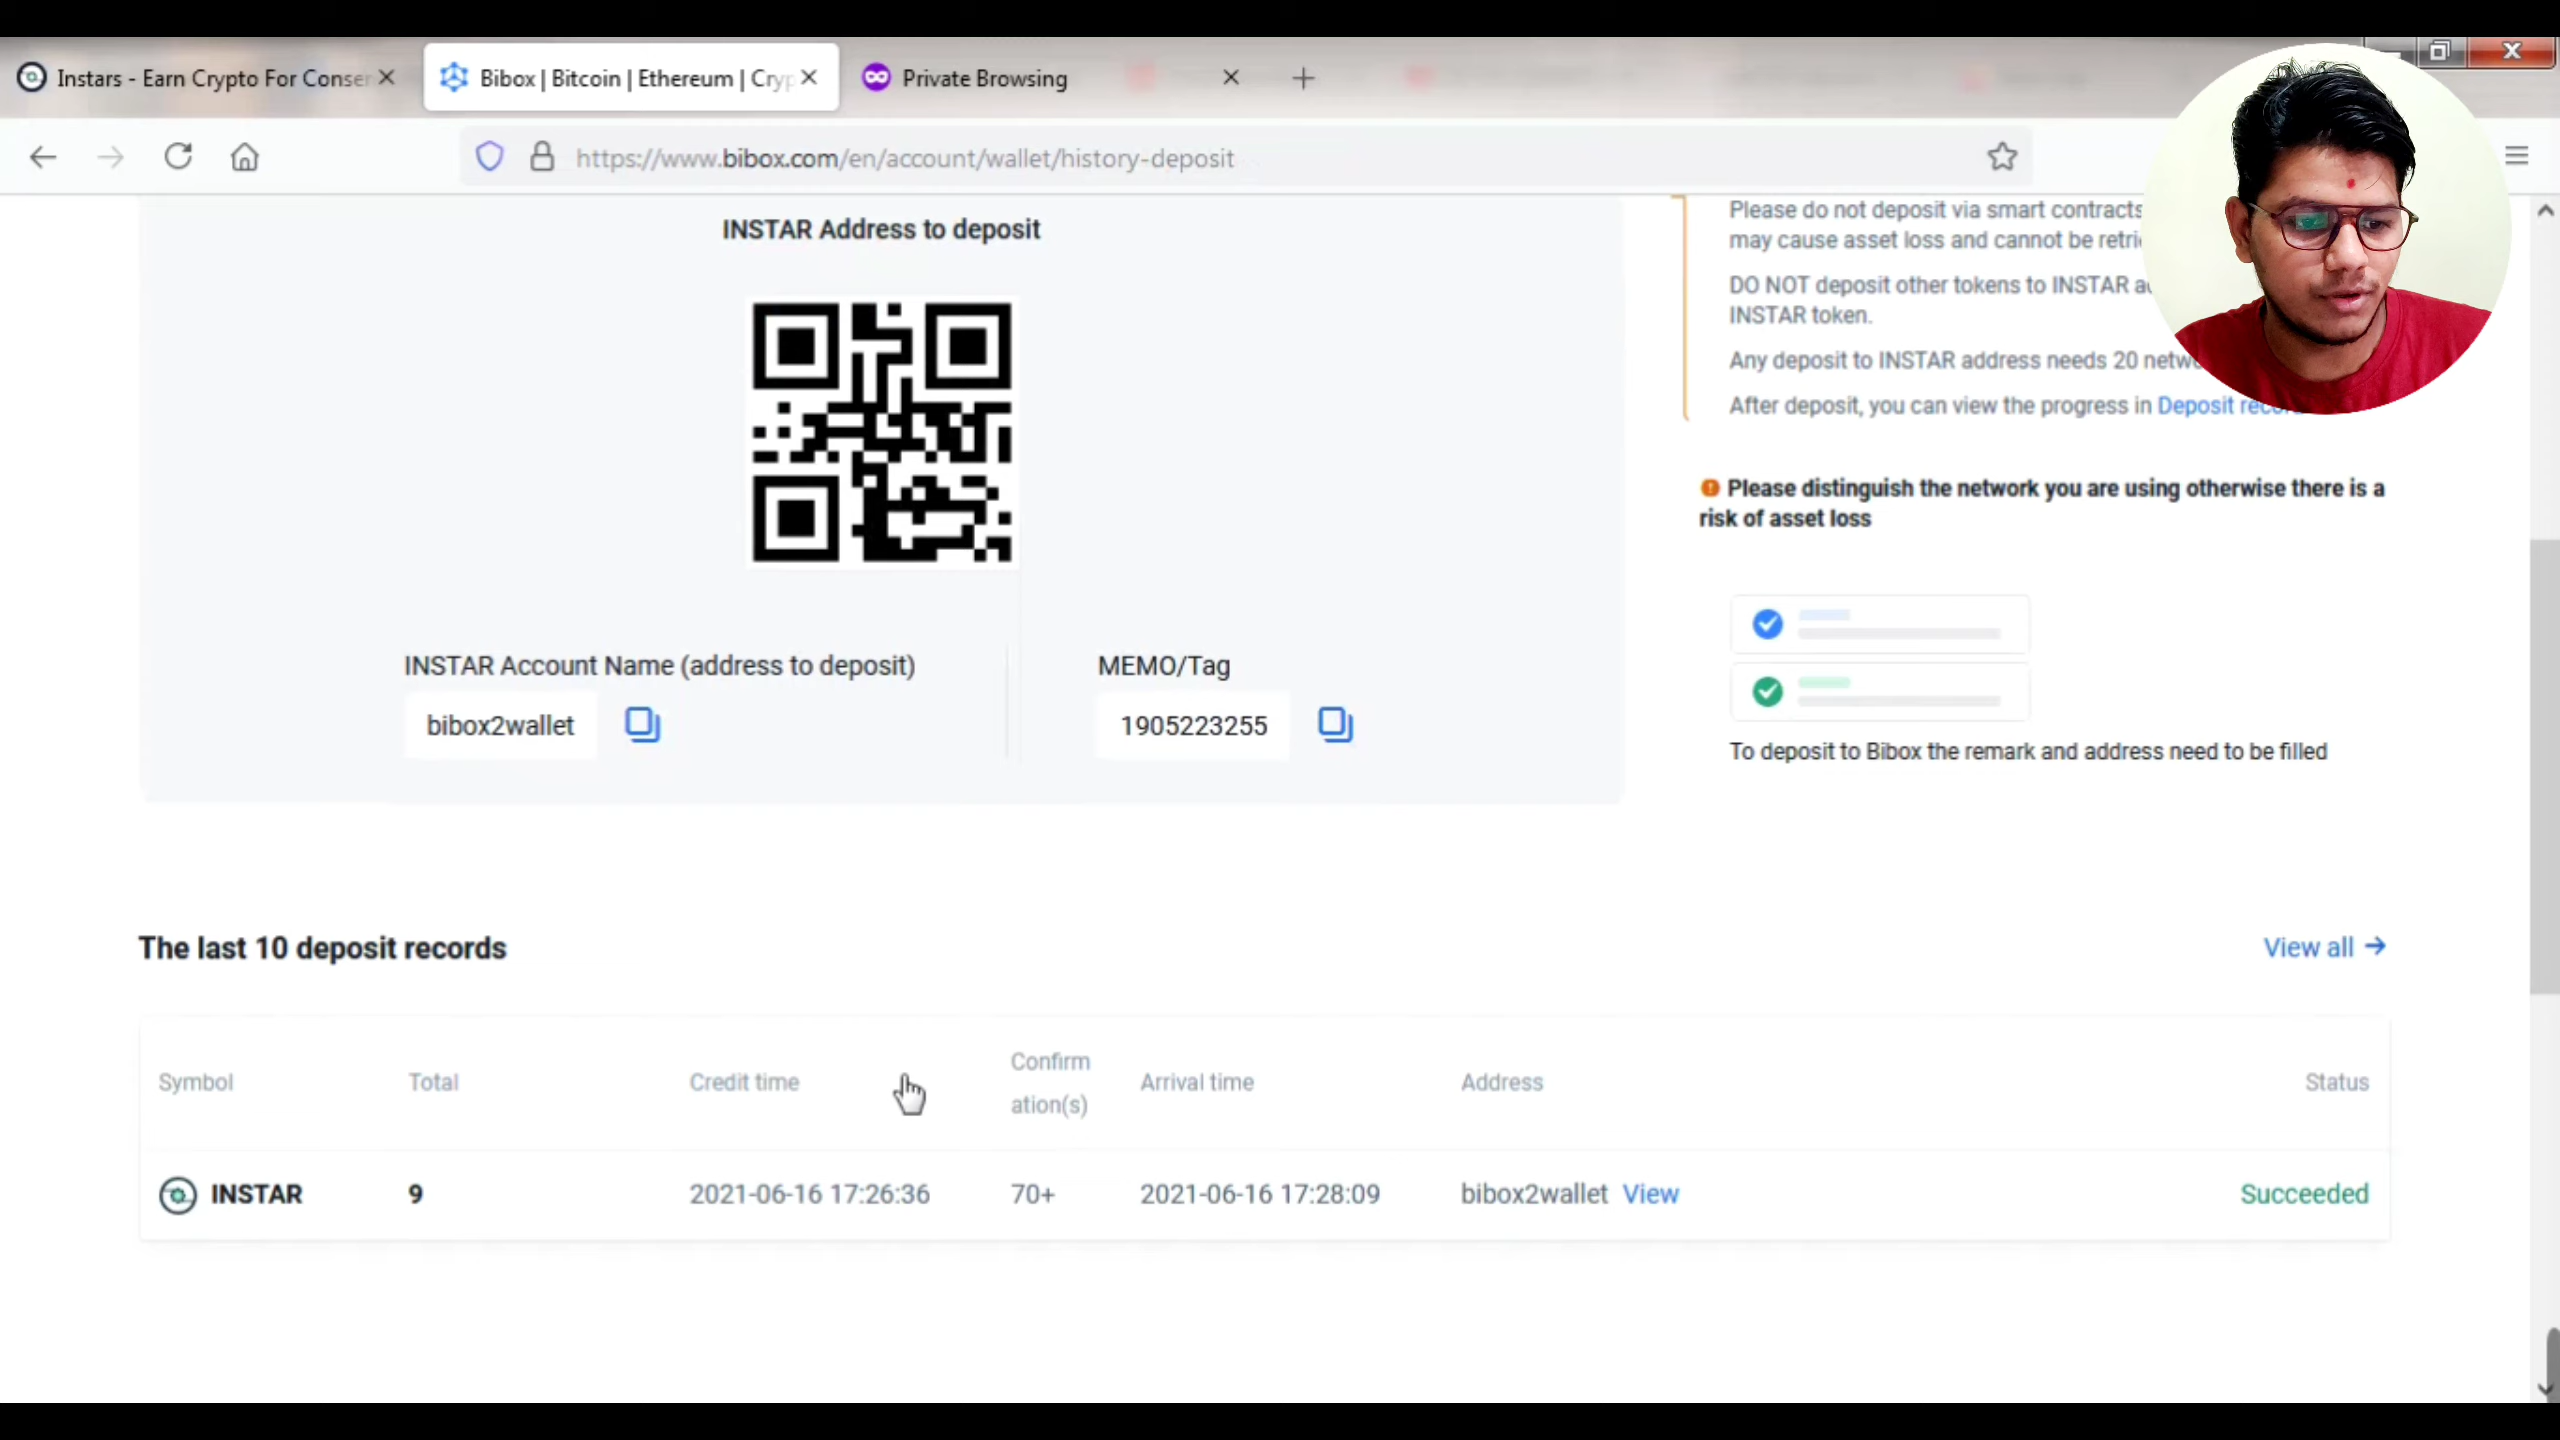 Instars - Earn Crypto For Conser
Bibox | Bitcoin | Ethereum | Cryp
Private Browsing
https://www.bibox.com/en/account/wallet/history-deposit
INSTAR Address to deposit
Please do not deposit via smart contracts
may cause asset loss and cannot be retri
DO NOT deposit other tokens to INSTAR a
INSTAR token.
Any deposit to INSTAR address needs 20 netw
After deposit, you can view the progress in Deposit reco
Please distinguish the network you are using otherwise there is a
risk of asset loss
INSTAR Account Name (address to deposit)
MEMO/Tag
bibox2wallet
1905223255
To deposit to Bibox the remark and address need to be filled
The last 10 deposit records
View all
Symbol
Total
Credit time
Confirm
ation(s)
Arrival time
Address
Status
INSTAR
9
2021-06-16 17:26:36
70+
2021-06-16 17:28:09
bibox2wallet View
Succeeded